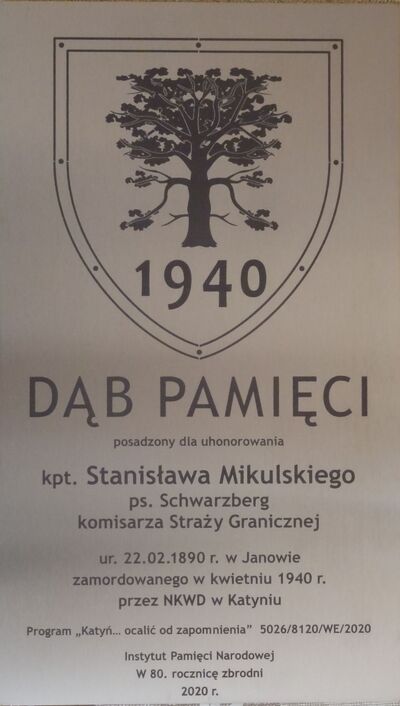 1940
DĄB PAMIĘCI
posadzony dla uhonorowania
kpt. Stanisława Mikulskiego
ps. Schwarzberg
komisarza Straży Granicznej
ur. 22.02.1890 r. w Janowie
zamordowanego w kwietniu 1940 r.
przez NKWD w Katyniu
Program „Katyń... ocalić od zapomnienia” 5026/8120/WE/2020
Instytut Pamięci Narodowej
W 80. rocznicę zbrodni
2020 r.